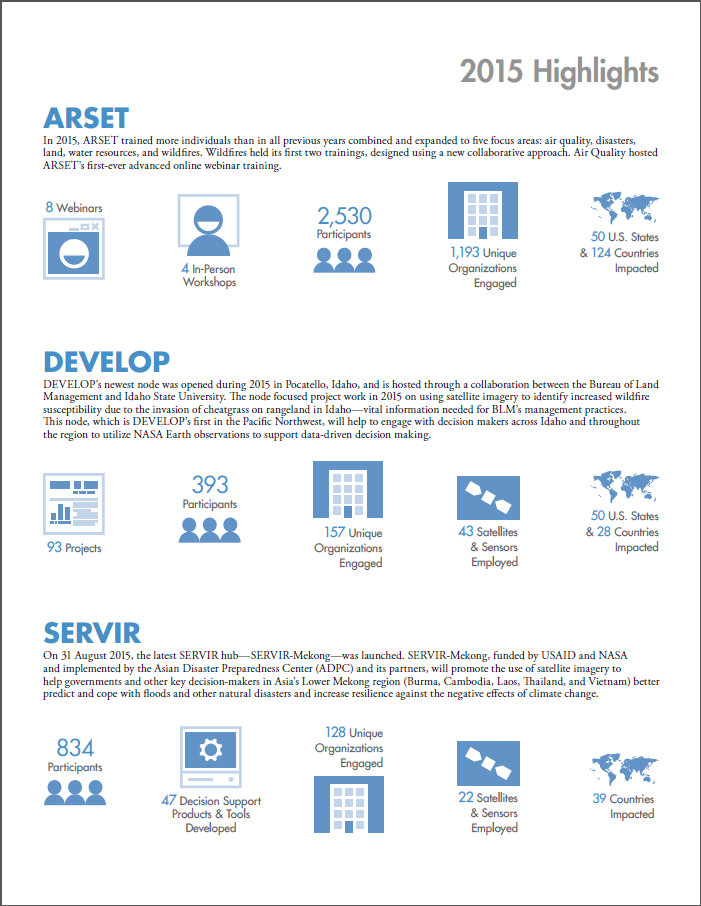 2015 Highlights
ARSET
In 2015, ARSET trained more individuals than in all previous years combined and expanded to five focus areas: air quality, disasters,
land, water resources, and wildfires. Wildfires held its first two trainings, designed using a new collaborative approach. Air Quality hosted
ARSET's first-ever advanced online webinar training.
8 Webinars
4 In-Person
Workshops
2,530
Participants
1,193 Unique
Organizations
Engaged
50 U.S. States
& 124 Countries
Impacted
DEVELOP
DEVELOP's newest node was opened during 2015 in Pocatello, Idaho, and is hosted through a collaboration between the Bureau of Land
Management and Idaho State University. The node focused project work in 2015 on using satellite imagery to identify increased wildfire
susceptibility due to the invasion of cheatgrass on rangeland in Idaho—vital information needed for BLM's management practices.
This node, which is DEVELOP's first in the Pacific Northwest, will help to engage with decision makers across Idaho and throughout
the region to utilize NASA Earth observations to support data-driven decision making.
93 Projects
393
Participants
157 Unique
Organizations
Engaged
43 Satellites
& Sensors
Employed
50 U.S. States
& 28 Countries
Impacted
SERVIR
On 31 August 2015, the latest SERVIR hub—SERVIR-Mekong—was launched. SERVIR-Mekong, funded by USAID and NASA
and implemented by the Asian Disaster Preparedness Center (ADPC) and its partners, will promote the use of satellite imagery to
help governments and other key decision-makers in Asia's Lower Mekong region (Burma, Cambodia, Laos, Thailand, and Vietnam) better
predict and cope with floods and other natural disasters and increase resilience against the negative effects of climate change.
834
Participants
47 Decision Support
Products & Tools
Developed
128 Unique
Organizations
Engaged
22 Satellites
& Sensors
Employed
39 Countries
Impacted